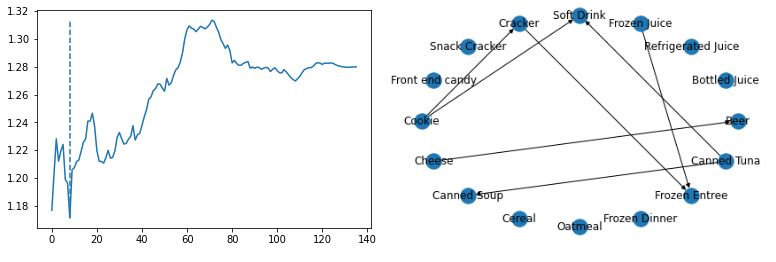 1.32
1.30
1.28
1.26
1.24
1.22
1.20
1.18
0
20
40
60
80
100
120
140
Soft Drink
Cracker
Frozen Juice
Snack Cracker
Refrigerated Juice
Front end candy
Bottled Juice
Cookie
Beer
Cheese
Canned Tuna
Canned Soup
Frozen Entree
Cereal
Frozen Dinner
Oatmeal